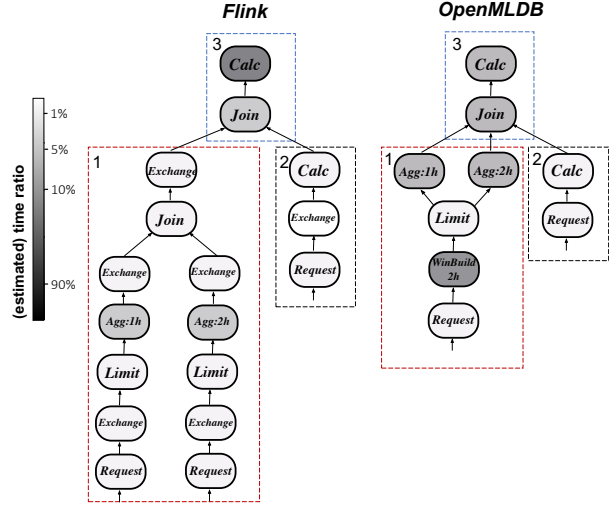 Flink
OpenMLDB
3
Calc
Join
3
Calc
Join
(estimated) time ratio
1%
5%
10%
90%
1
Exchange
Join
Exchange
Exchange
Agg:1h
Agg:2h
Limit
Limit
Exchange
Exchange
Request
Request
2
Calc
Exchange
Request
1
Agg:1h
Agg:2h
Limit
WinBuild
2h
Request
2
Calc
Request